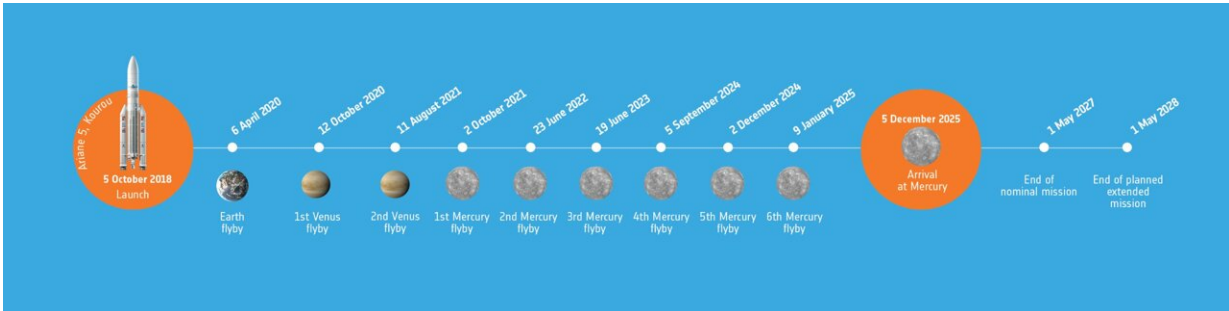 Ariane 5, Kourou
5 October 2018
Launch
6 April 2020
Earth
flyby
12 October 2020
1st Venus
flyby
11 August 2021
2nd Venus
flyby
2 October 2021
1st Mercury
flyby
23 June 2022
2nd Mercury
flyby
19 June 2023
3rd Mercury
flyby
5 September 2024
4th Mercury
flyby
2 December 2024
5th Mercury
flyby
9 January 2025
6th Mercury
flyby
5 December 2025
Arrival
at Mercury
1 May 2027
End of
nominal mission
1 May 2028
End of planned
extended
mission